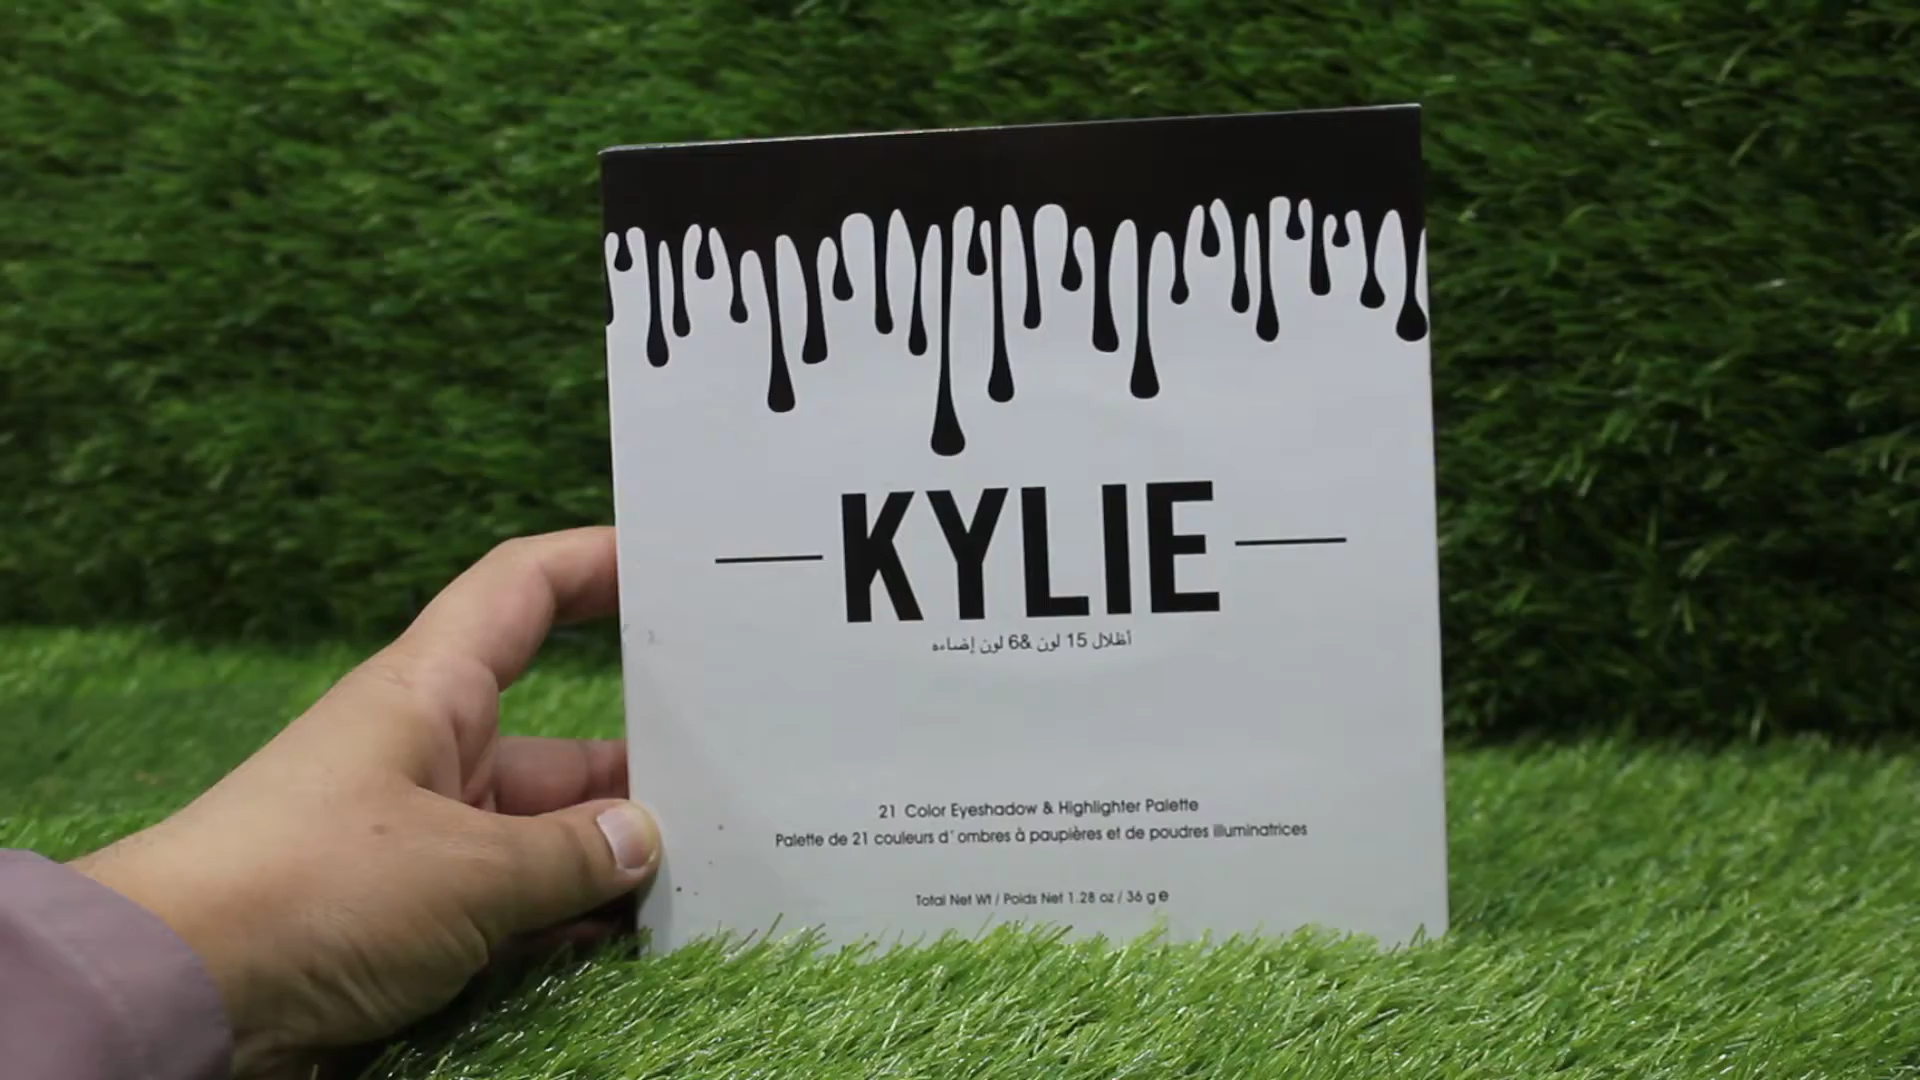 KYLIE
أظلال 15 لون &6 لون إضاءه
21 Color Eyeshadow & Highlighter Palette
Palette de 21 couleurs d' ombres à paupières et de poudres illuminatrices
Total Net Wt / Poids Net 1.28 oz / 36 g ℮